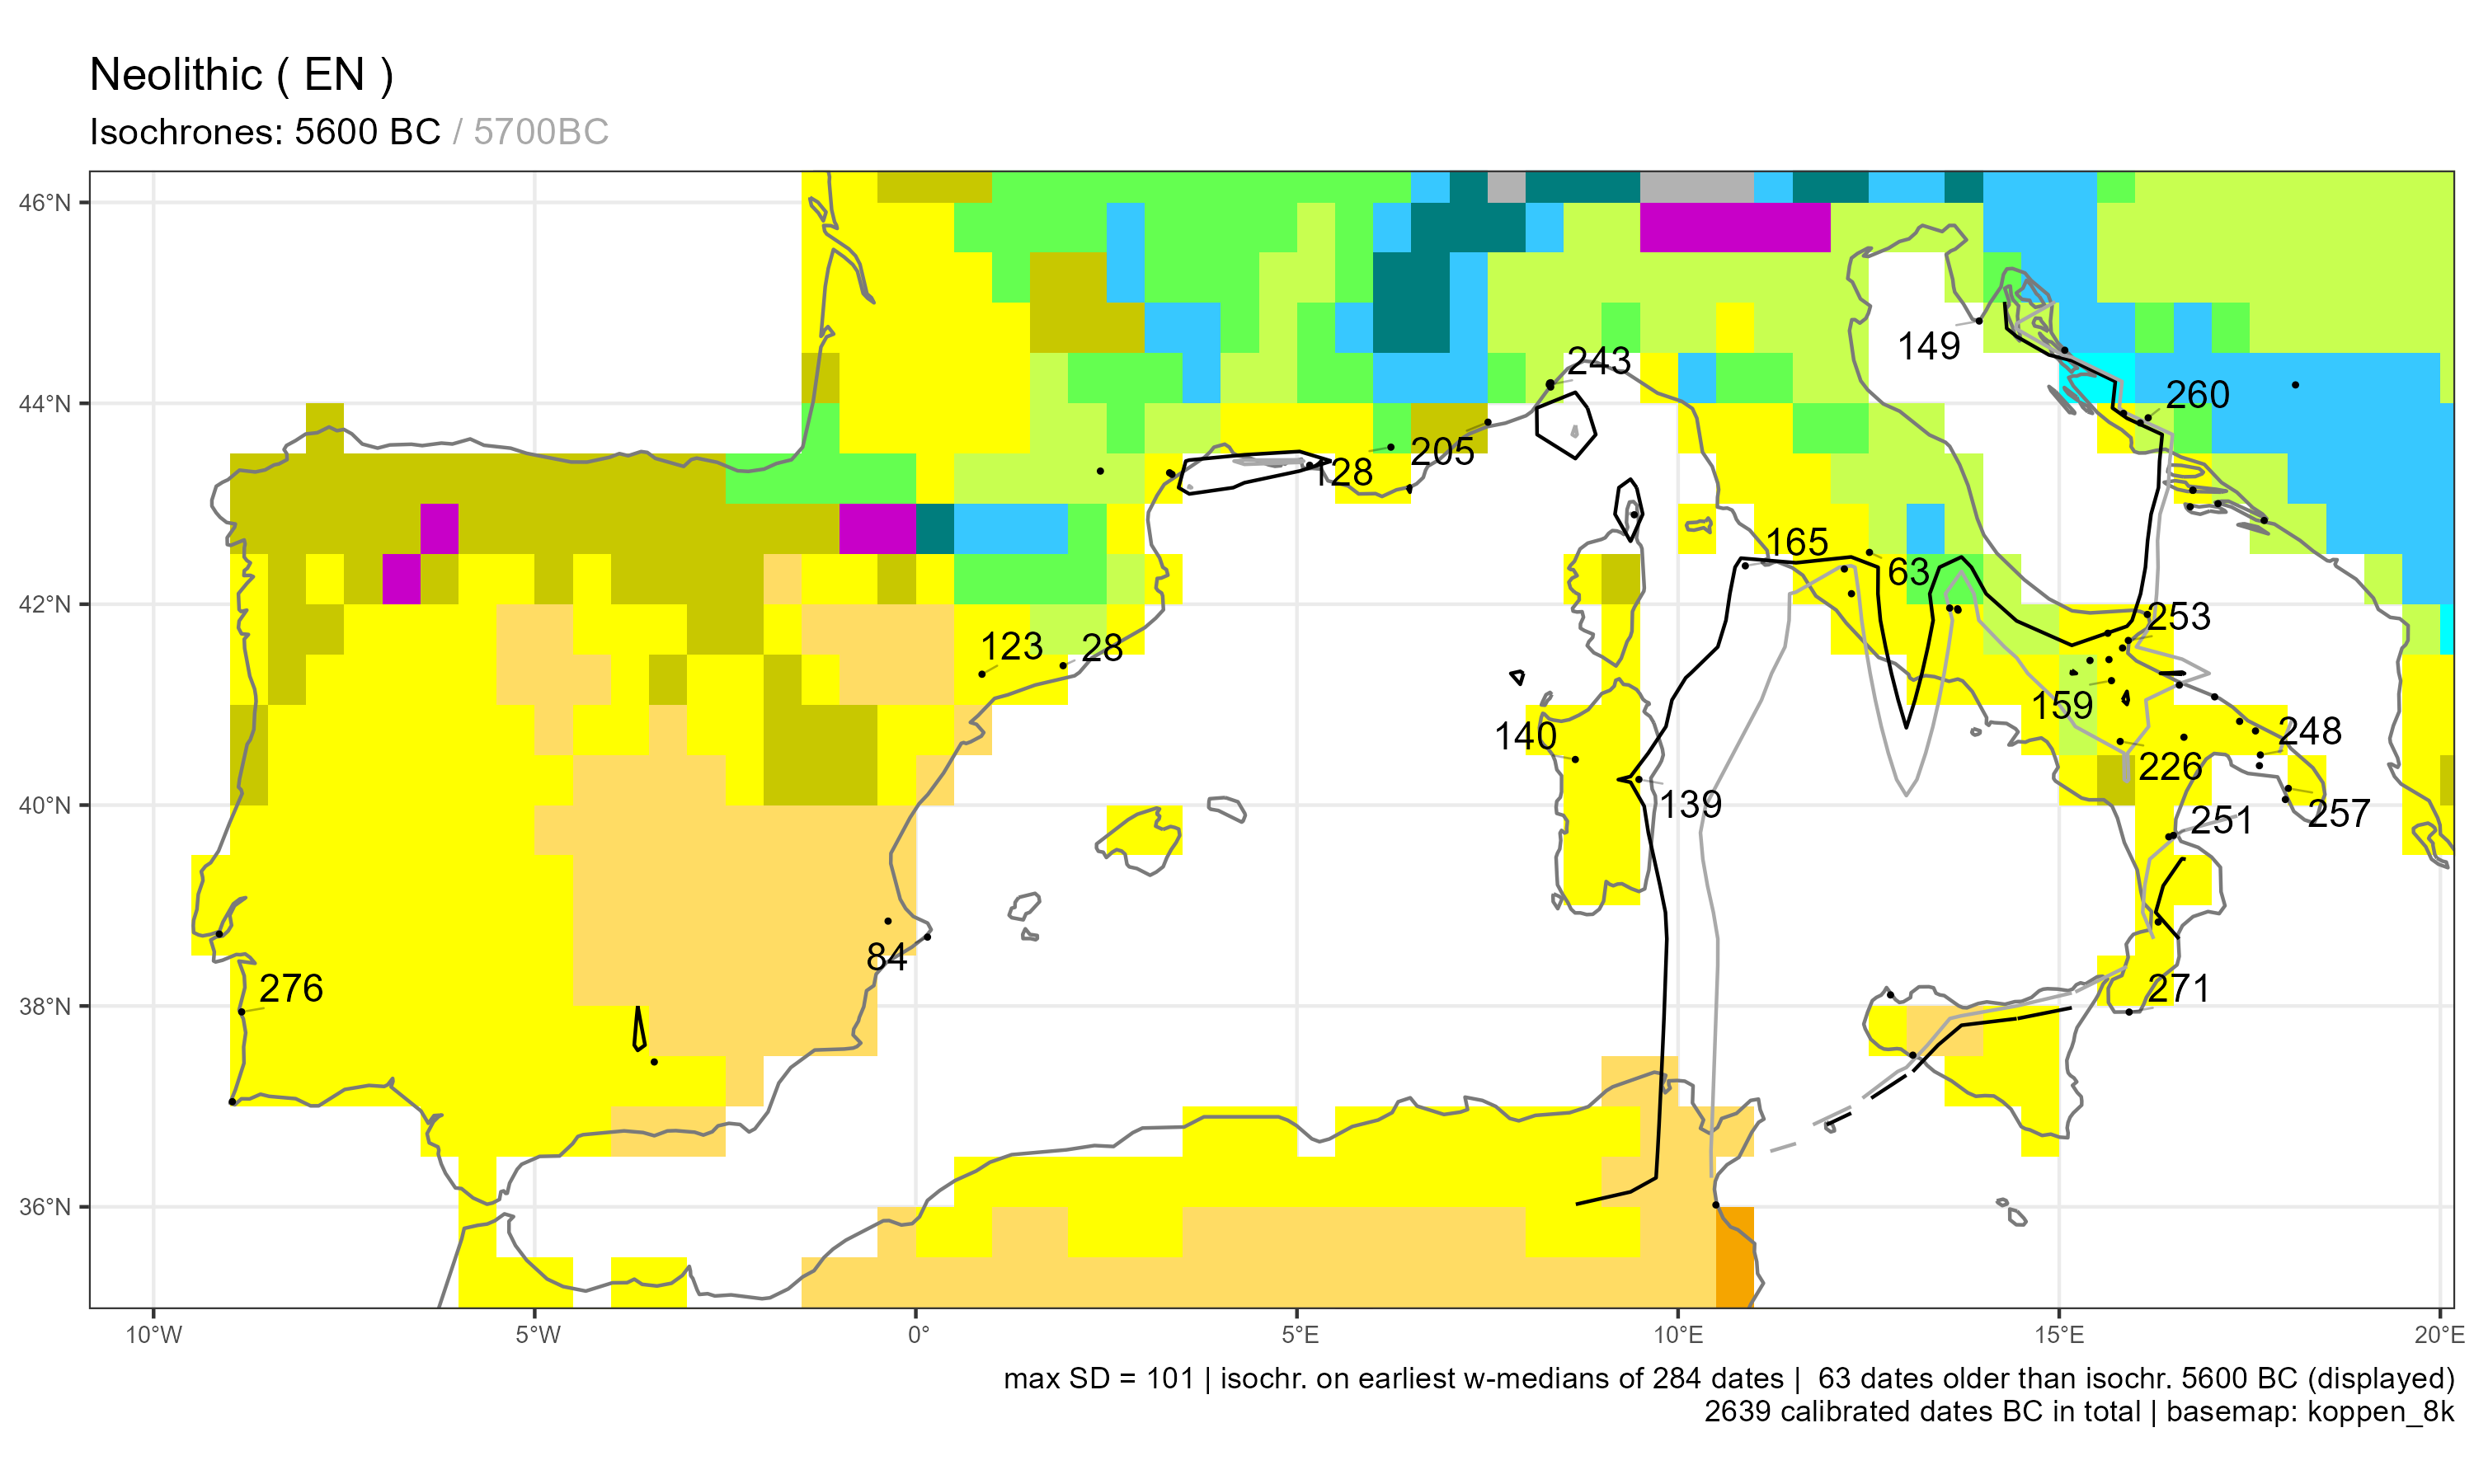 Neolithic ( EN )
Isochrones: 5600 BC / 5700BC
46°N
44°N
42°N
40°N
38°N
36°N
243
149
260
205
128
165
63
253
123
28
159
140
248
226
139
251
257
84
276
271
10°W
5°W
0°
5°E
10°E
15°E
20°E
max SD = 101 | isochr. on earliest w-medians of 284 dates |  63 dates older than isochr. 5600 BC (displayed)
2639 calibrated dates BC in total | basemap: koppen_8k